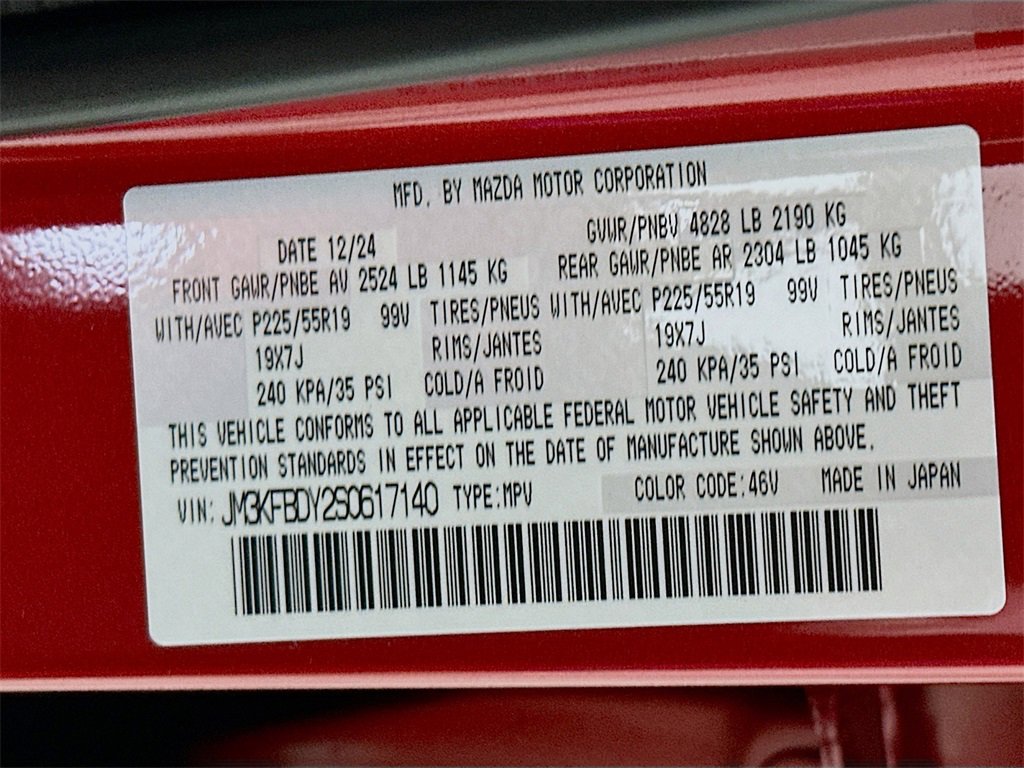 MFD. BY MAZDA MOTOR CORPORATION
DATE 12/24 GVWR/PNBV 4828 LB 2190 KG
FRONT GAWR/PNBE AV 2524 LB 1145 KG REAR GAWR/PNBE AR 2304 LB 1045 KG
WITH/AVEC P225/55R19 99V TIRES/PNEUS WITH/AVEC P225/55R19 99V TIRES/PNEUS
19X7J RIMS/JANTES 19X7J RIMS/JANTES
240 KPA/35 PSI COLD/A FROID 240 KPA/35 PSI COLD/A FROID
THIS VEHICLE CONFORMS TO ALL APPLICABLE FEDERAL MOTOR VEHICLE SAFETY AND THEFT
PREVENTION STANDARDS IN EFFECT ON THE DATE OF MANUFACTURE SHOWN ABOVE.
VIN: JM3KFBDY2S0617140 TYPE:MPV COLOR CODE:46V MADE IN JAPAN